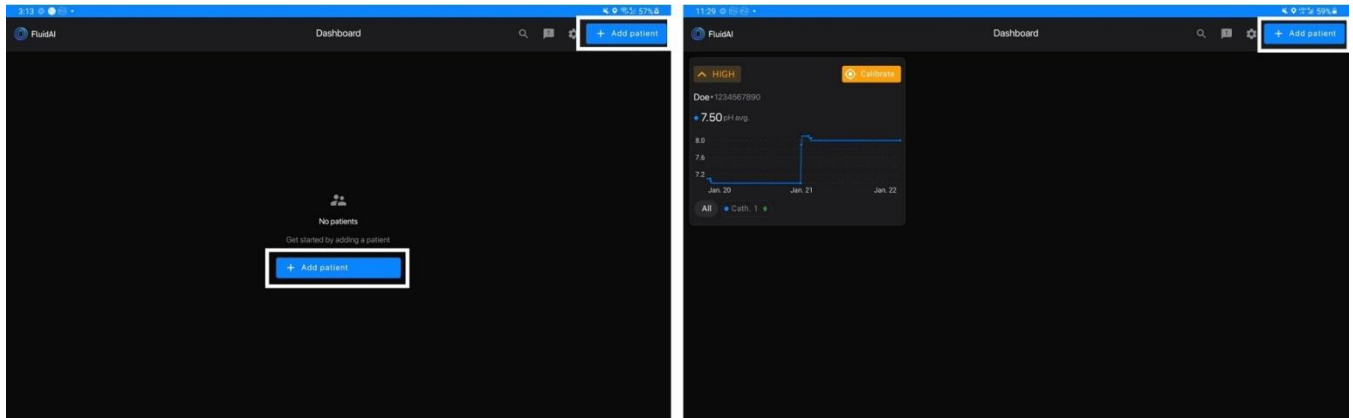 3:13
57%
FluidAI
Dashboard
+ Add patient
No patients
Get started by adding a patient
+ Add patient
11:29
59%
FluidAI
Dashboard
+ Add patient
HIGH
Calibrate
Doe • 1234567890
7.50 pH avg.
8.0
7.6
7.2
Jan. 20 Jan. 21 Jan. 22
All Cath. 1